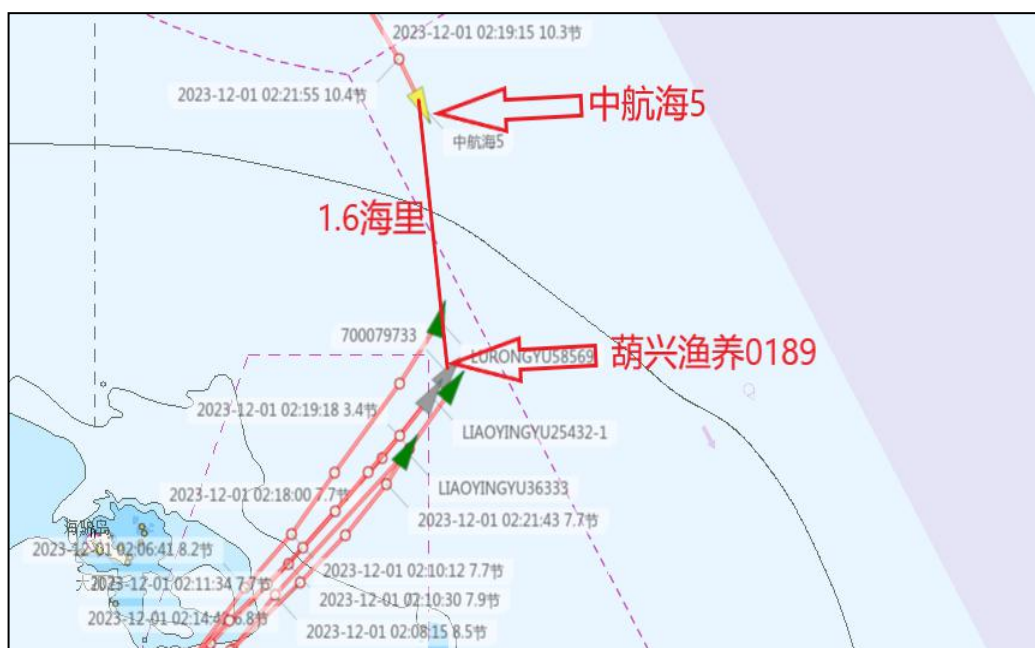 2023-12-01 02:19:15 10.3节
2023-12-01 02:21:55 10.4节
中航海5
中航海5
1.6海里
700079733
LURONGYU58569
葫兴渔养0189
2023-12-01 02:19:18 3.4节
LIAOYINGYU25432-1
2023-12-01 02:18:00 7.7节
LIAOYINGYU36333
2023-12-01 02:21:43 7.7节
2023-12-01 02:06:41 8.2节
2023-12-01 02:10:12 7.7节
2023-12-01 02:11:34 7.7节
2023-12-01 02:10:30 7.9节
6.8节
2023-12-01 02:08:15 8.5节